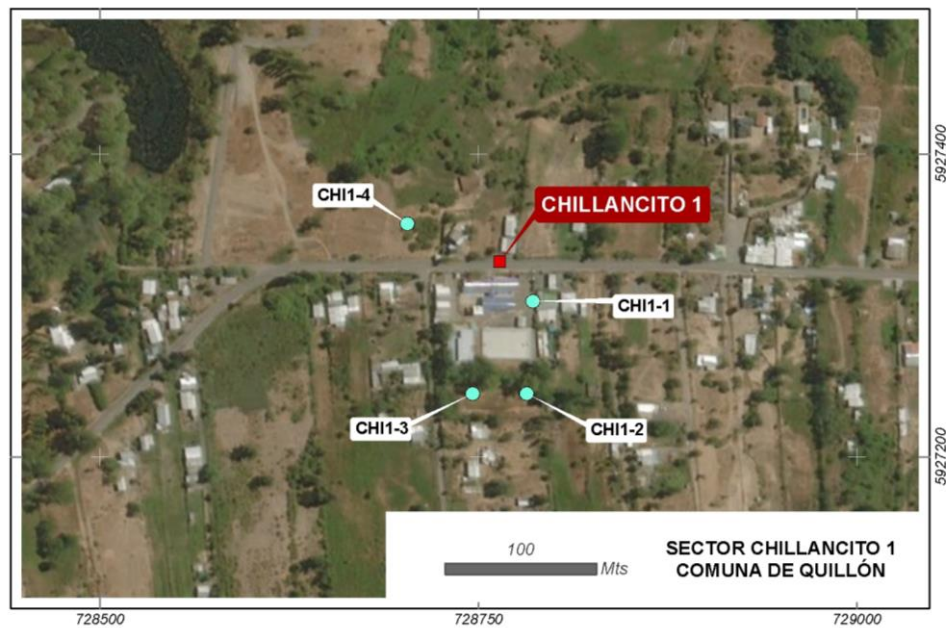 5927400
CHI1-4
CHILLANCITO 1
CHI1-1
CHI1-3
CHI1-2
5927200
100
Mts
SECTOR CHILLANCITO 1
COMUNA DE QUILLÓN
728500
728750
729000